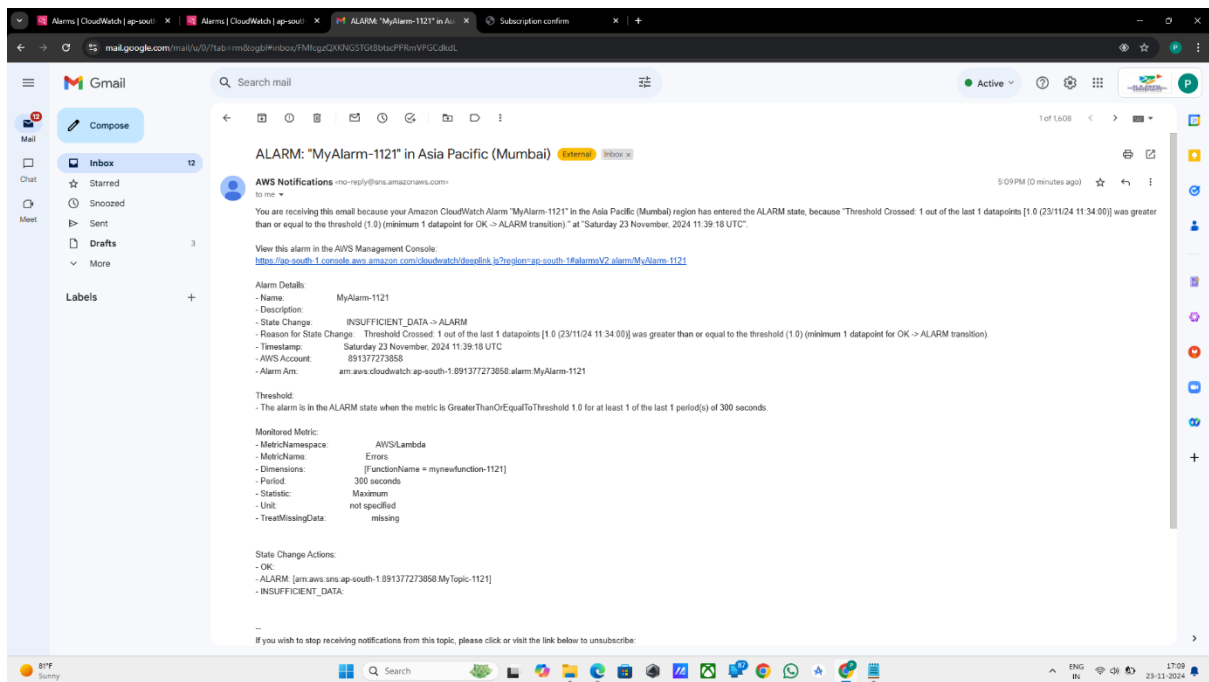 Alarms | CloudWatch | ap-south
Alarms | CloudWatch | ap-south
ALARM: "MyAlarm-1121" in As
Subscription confirm
mail.google.com/mail/u/0/?tab=rm&ogbl#inbox/
Gmail
Search mail
Active
P
12
Mail
Chat
Meet
Compose
Inbox 12
Starred
Snoozed
Sent
Drafts 3
More
Labels
1 of 1,608
ALARM: "MyAlarm-1121" in Asia Pacific (Mumbai) External Inbox x
AWS Notifications <no-reply@sns.amazonaws.com>
to me
5:09 PM (0 minutes ago)
You are receiving this email because your Amazon CloudWatch Alarm "MyAlarm-1121" in the Asia Pacific (Mumbai) region has entered the ALARM state, because "Threshold Crossed: 1 out of the last 1 datapoints [1.0 (23/11/24 11:34:00)] was greater
than or equal to the threshold (1.0) (minimum 1 datapoint for OK -> ALARM transition)." at "Saturday 23 November, 2024 11:39:18 UTC".
View this alarm in the AWS Management Console:
https://ap-south-1.console.aws.amazon.com/cloudwatch/deeplink.js?region=ap-south-1#alarmsV2:alarm/MyAlarm-1121
Alarm Details:
- Name: MyAlarm-1121
- Description:
- State Change: INSUFFICIENT_DATA -> ALARM
- Reason for State Change: Threshold Crossed: 1 out of the last 1 datapoints [1.0 (23/11/24 11:34:00)] was greater than or equal to the threshold (1.0) (minimum 1 datapoint for OK -> ALARM transition).
- Timestamp: Saturday 23 November, 2024 11:39:18 UTC
- AWS Account: 891377273858
- Alarm Arn: arn:aws:cloudwatch:ap-south-1:891377273858:alarm:MyAlarm-1121
Threshold:
- The alarm is in the ALARM state when the metric is GreaterThanOrEqualToThreshold 1.0 for at least 1 of the last 1 period(s) of 300 seconds.
Monitored Metric:
- MetricNamespace: AWS/Lambda
- MetricName: Errors
- Dimensions: [FunctionName = mynewfunction-1121]
- Period: 300 seconds
- Statistic: Maximum
- Unit: not specified
- TreatMissingData: missing
State Change Actions:
- OK:
- ALARM: [arn:aws:sns:ap-south-1:891377273858:MyTopic-1121]
- INSUFFICIENT_DATA:
--
If you wish to stop receiving notifications from this topic, please click or visit the link below to unsubscribe:
81°F
Sunny
Search
ENG
IN
17:09
23-11-2024